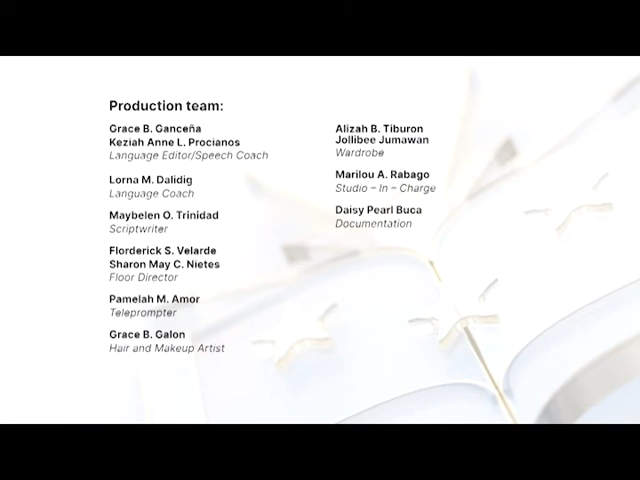 Production team:
Grace B. Ganceña
Keziah Anne L. Procianos
Language Editor/Speech Coach
Lorna M. Dalidig
Language Coach
Maybelen O. Trinidad
Scriptwriter
Florderick S. Velarde
Sharon May C. Nietes
Floor Director
Pamelah M. Amor
Teleprompter
Grace B. Galon
Hair and Makeup Artist
Alizah B. Tiburon
Jollibee Jumawan
Wardrobe
Marilou A. Rabago
Studio – In – Charge
Daisy Pearl Buca
Documentation